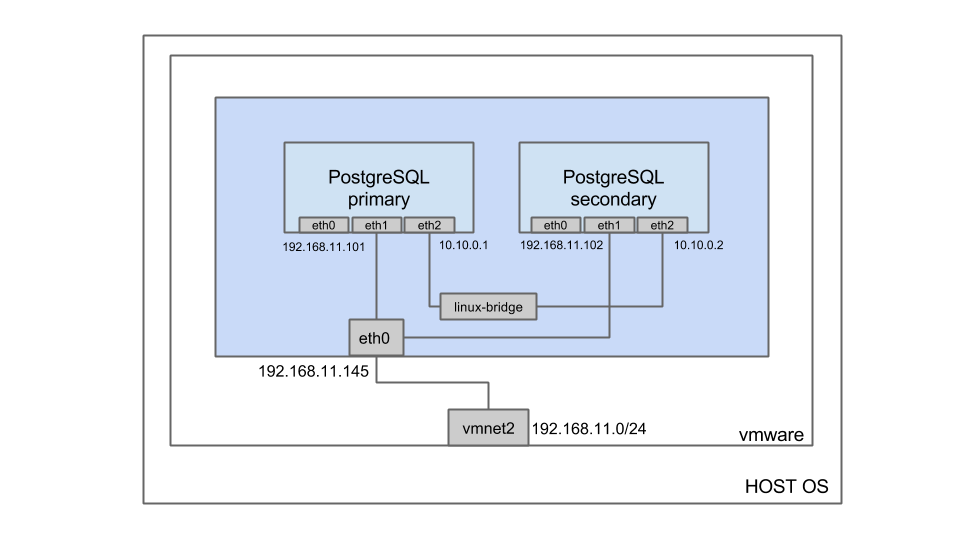 PostgreSQL
primary
eth0
eth1
eth2
192.168.11.101
10.10.0.1
PostgreSQL
secondary
eth0
eth1
eth2
192.168.11.102
10.10.0.2
linux-bridge
eth0
192.168.11.145
vmnet2
192.168.11.0/24
vmware
HOST OS